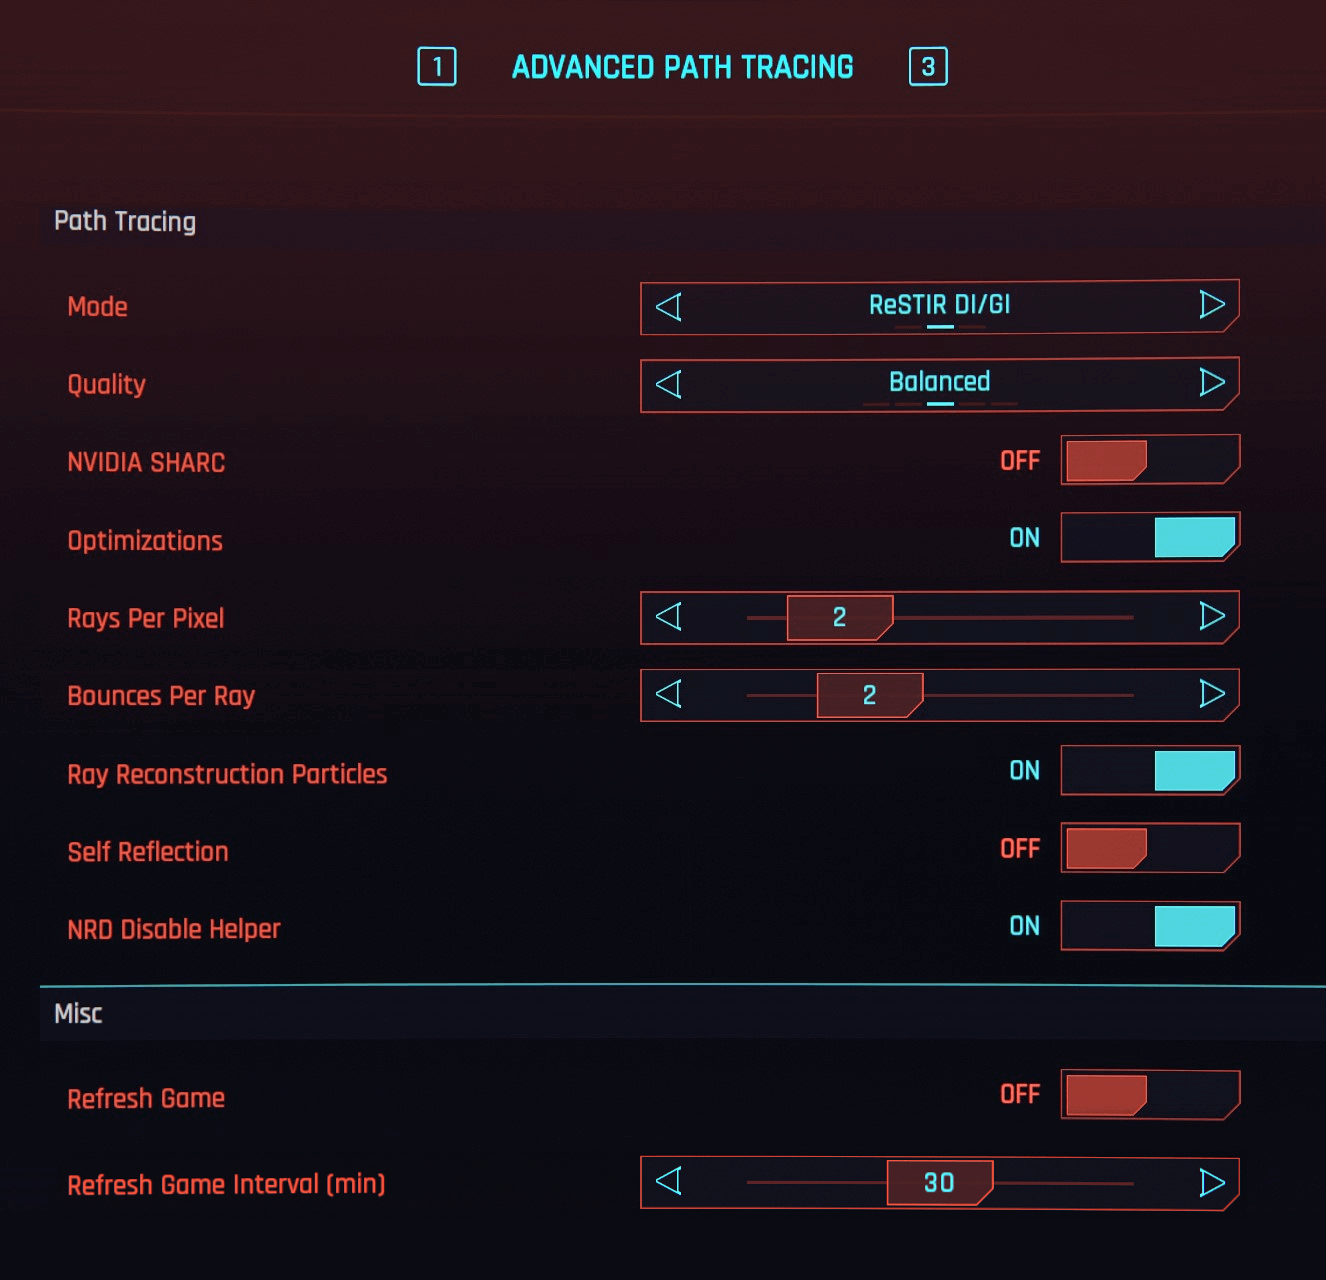 1 ADVANCED PATH TRACING 3
Path Tracing
Mode ReSTIR DI/GI
Quality Balanced
NVIDIA SHARC OFF
Optimizations ON
Rays Per Pixel 2
Bounces Per Ray 2
Ray Reconstruction Particles ON
Self Reflection OFF
NRD Disable Helper ON
Misc
Refresh Game OFF
Refresh Game Interval (min) 30